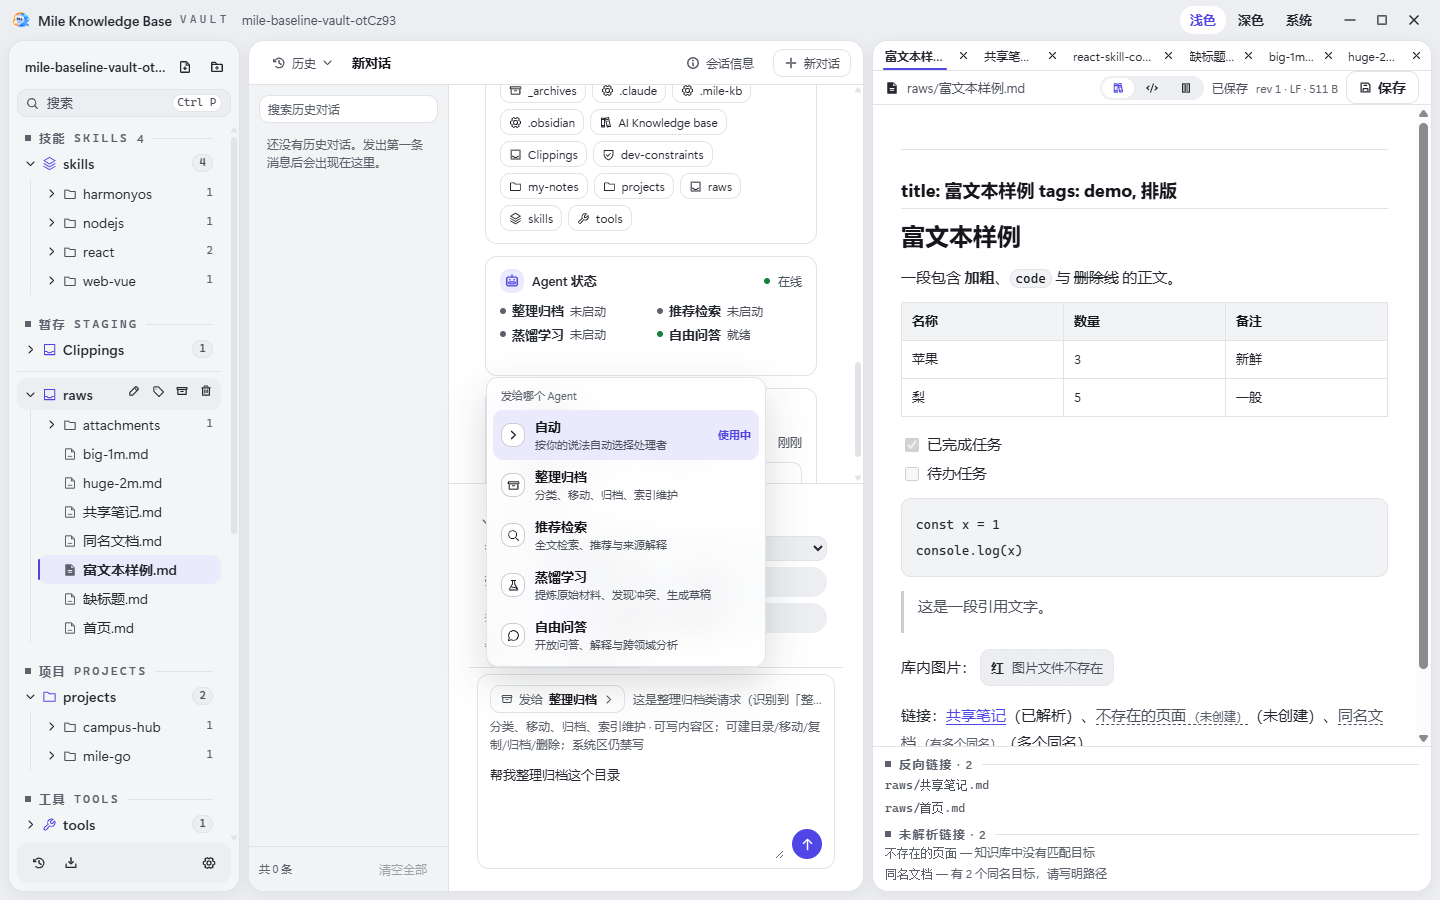 Mile Knowledge Base VAULT mile-baseline-vault-otCz93
浅色 深色 系统
mile-baseline-vault-ot...
搜索 Ctrl P
技能 SKILLS 4
skills 4
harmonyos 1
nodejs 1
react 2
web-vue 1
暂存 STAGING
Clippings 1
raws
attachments 1
big-1m.md
huge-2m.md
共享笔记.md
同名文档.md
富文本样例.md
缺标题.md
首页.md
项目 PROJECTS
projects 2
campus-hub 1
mile-go 1
工具 TOOLS
tools 1
历史 新对话
会话信息 新对话
搜索历史对话
还没有历史对话。发出第一条
消息后会出现在这里。
共 0 条 清空全部
_archives .claude .mile-kb
.obsidian AI Knowledge base
Clippings dev-constraints
my-notes projects raws
skills tools
Agent 状态 在线
整理归档 未启动 推荐检索 未启动
蒸馏学习 未启动 自由问答 就绪
发给哪个 Agent
自动
按你的说法自动选择处理者
使用中
刚刚
整理归档
分类、移动、归档、索引维护
推荐检索
全文检索、推荐与来源解释
蒸馏学习
提炼原始材料、发现冲突、生成草稿
自由问答
开放问答、解释与跨领域分析
发给 整理归档 这是整理归档类请求（识别到「整...
分类、移动、归档、索引维护 · 可写内容区；可建目录/移动/复
制/归档/删除；系统区仍禁写
帮我整理归档这个目录
富文本样... 共享笔... react-skill-co... 缺标题... big-1m... huge-2...
raws/富文本样例.md
已保存 rev 1 · LF · 511 B 保存
title: 富文本样例 tags: demo, 排版
富文本样例
一段包含 加粗、 code 与 删除线 的正文。
名称 数量 备注
苹果 3 新鲜
梨 5 一般
已完成任务
待办任务
const x = 1
console.log(x)
这是一段引用文字。
库内图片： 红 图片文件不存在
链接：共享笔记（已解析）、不存在的页面（未创建）（未创建）、同名文
档（有多个同名）（多个同名）
反向链接 · 2
raws/共享笔记.md
raws/首页.md
未解析链接 · 2
不存在的页面 — 知识库中没有匹配目标
同名文档 — 有 2 个同名目标，请写明路径